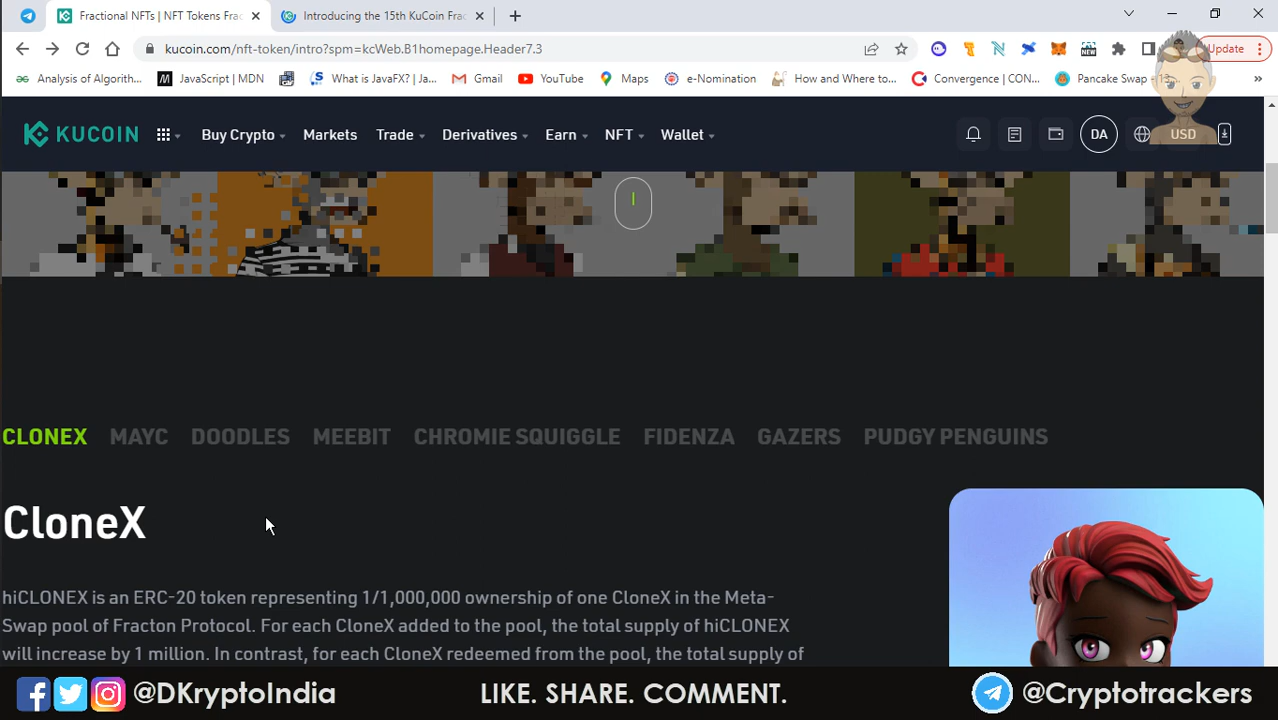 Fractional NFTs | NFT Tokens Frac
Introducing the 15th KuCoin Frac
kucoin.com/nft-token/intro?spm=kcWeb.B1homepage.Header7.3
NEW
Update
Analysis of Algorith...
JavaScript | MDN
What is JavaFX? | Ja...
Gmail
YouTube
Maps
e-Nomination
How and Where to...
Convergence | CON...
Pancake Swap
KUCOIN
Buy Crypto
Markets
Trade
Derivatives
Earn
NFT
Wallet
DA
USD
CLONEX
MAYC
DOODLES
MEEBIT
CHROMIE SQUIGGLE
FIDENZA
GAZERS
PUDGY PENGUINS
CloneX
hiCLONEX is an ERC-20 token representing 1/1,000,000 ownership of one CloneX in the Meta-
Swap pool of Fracton Protocol. For each CloneX added to the pool, the total supply of hiCLONEX
will increase by 1 million. In contrast, for each CloneX redeemed from the pool, the total supply of
@DKryptoIndia
LIKE. SHARE. COMMENT.
@Cryptotrackers